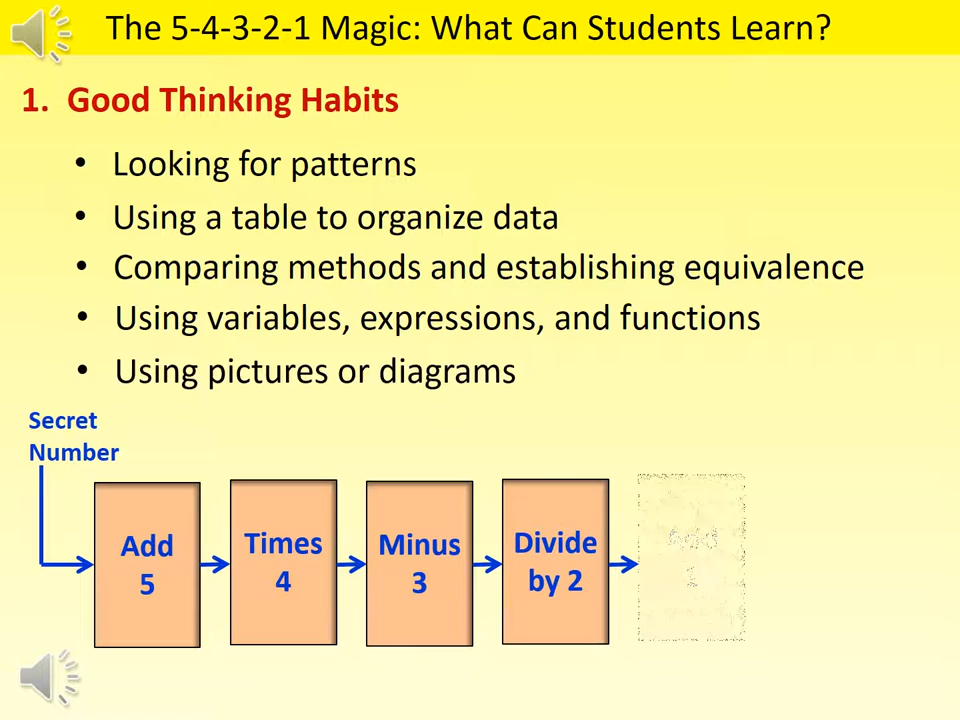 The 5-4-3-2-1 Magic: What Can Students Learn?
1. Good Thinking Habits
• Looking for patterns
• Using a table to organize data
• Comparing methods and establishing equivalence
• Using variables, expressions, and functions
• Using pictures or diagrams
Secret
Number
Add
5
Times
4
Minus
3
Divide
by 2
Add
1